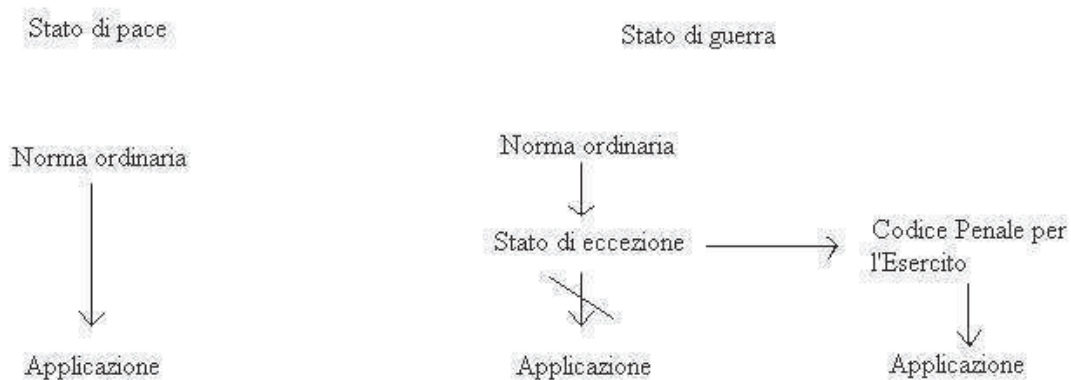 Stato di pace
Stato di guerra
Norma ordinaria
Applicazione
Norma ordinaria
Stato di eccezione
Applicazione
Codice Penale per
l'Esercito
Applicazione